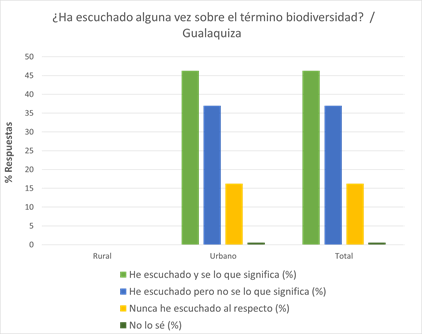 ¿Ha escuchado alguna vez sobre el término biodiversidad? /
Gualaquiza
% Respuestas
50
45
40
35
30
25
20
15
10
5
0
Rural Urbano Total
He escuchado y se lo que significa (%)
He escuchado pero no se lo que significa (%)
Nunca he escuchado al respecto (%)
No lo sé (%)